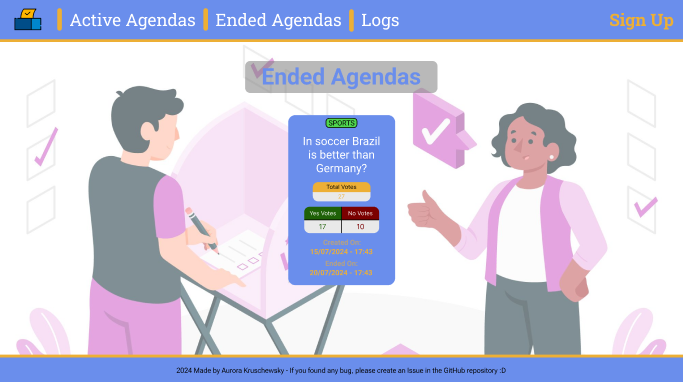 Active Agendas Ended Agendas Logs Sign Up
Ended Agendas
SPORTS
In soccer Brazil
is better than
Germany?
Total Votes
27
Yes Votes No Votes
17 10
Created On:
15/07/2024 - 17:43
Ended On:
20/07/2024 - 17:43
2024 Made by Aurora Kruschewsky - If you found any bug, please create an Issue in the GitHub repository :D